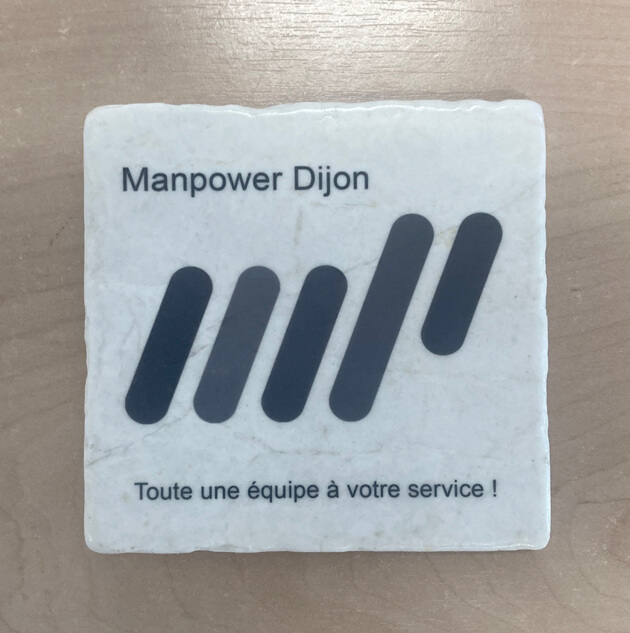 Manpower Dijon
Toute une équipe à votre service !